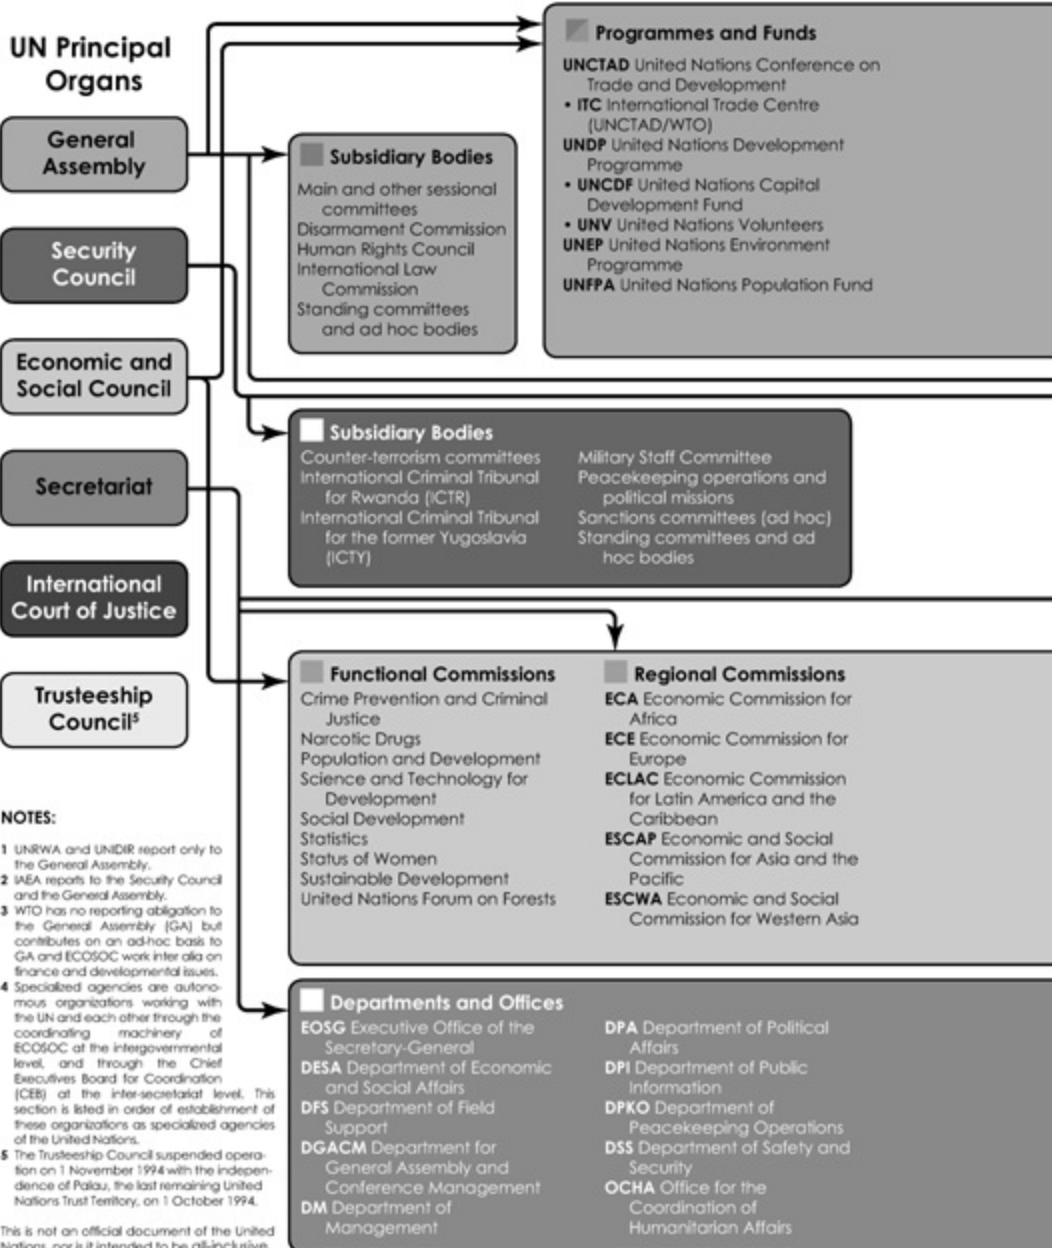 UN Principal
Organs
General
Assembly
Security
Council
Economic and
Social Council
Secretariat
International
Court of Justice
Trusteeship
Council⁵
Programmes and Funds
UNCTAD United Nations Conference on
Trade and Development
• ITC International Trade Centre
(UNCTAD/WTO)
UNDP United Nations Development
Programme
• UNCDF United Nations Capital
Development Fund
• UNV United Nations Volunteers
UNEP United Nations Environment
Programme
UNFPA United Nations Population Fund
Subsidiary Bodies
Main and other sessional
committees
Disarmament Commission
Human Rights Council
International Law
Commission
Standing committees
and ad hoc bodies
Subsidiary Bodies
Counter-terrorism committees
International Criminal Tribunal
for Rwanda (ICTR)
International Criminal Tribunal
for the former Yugoslavia
(ICTY)
Military Staff Committee
Peacekeeping operations and
political missions
Sanctions committees (ad hoc)
Standing committees and ad
hoc bodies
Functional Commissions
Crime Prevention and Criminal
Justice
Narcotic Drugs
Population and Development
Science and Technology for
Development
Social Development
Statistics
Status of Women
Sustainable Development
United Nations Forum on Forests
Regional Commissions
ECA Economic Commission for
Africa
ECE Economic Commission for
Europe
ECLAC Economic Commission
for Latin America and the
Caribbean
ESCAP Economic and Social
Commission for Asia and the
Pacific
ESCWA Economic and Social
Commission for Western Asia
Departments and Offices
EOSG Executive Office of the
Secretary-General
DESA Department of Economic
and Social Affairs
DFS Department of Field
Support
DGACM Department for
General Assembly and
Conference Management
DM Department of
Management
DPA Department of Political
Affairs
DPI Department of Public
Information
DPKO Department of
Peacekeeping Operations
DSS Department of Safety and
Security
OCHA Office for the
Coordination of
Humanitarian Affairs
NOTES:
1 UNRWA and UNIDIR report only to
the General Assembly.
2 IAEA reports to the Security Council
and the General Assembly.
3 WTO has no reporting obligation to
the General Assembly (GA) but
contributes on an ad-hoc basis to
GA and ECOSOC work inter alia on
finance and developmental issues.
4 Specialized agencies are autono-
mous organizations working with
the UN and each other through the
coordinating machinery of
ECOSOC at the intergovernmental
level, and through the Chief
Executives Board for Coordination
(CEB) at the inter-secretariat level. This
section is listed in order of establishment of
these organizations as specialized agencies
of the United Nations.
5 The Trusteeship Council suspended opera-
tion on 1 November 1994 with the indepen-
dence of Palau, the last remaining United
Nations Trust Territory, on 1 October 1994.
This is not an official document of the United
Nations, nor is it intended to be all-inclusive.